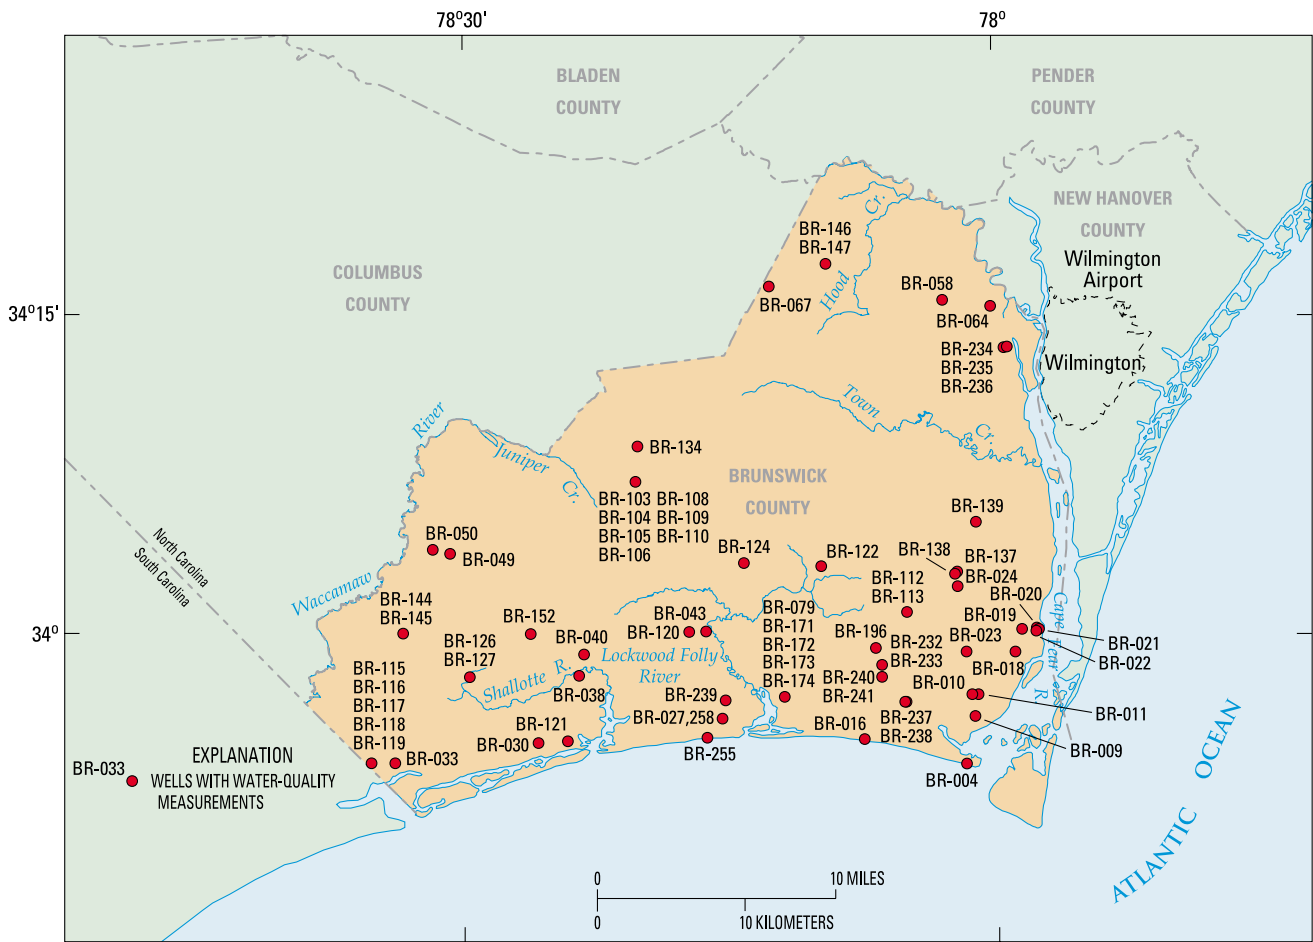 78º30'
78º
BLADEN
COUNTY
PENDER
COUNTY
NEW HANOVER
COUNTY
Wilmington
Airport
COLUMBUS
COUNTY
34º15'
BR-146
BR-147
Hood Cr.
BR-067
BR-058
BR-064
BR-234
BR-235
BR-236
Wilmington
Town Cr.
River
Juniper Cr.
BR-134
BRUNSWICK
COUNTY
BR-103 BR-108
BR-104 BR-109
BR-105 BR-110
BR-106
BR-139
North Carolina
South Carolina
BR-050
BR-049
BR-124
BR-122
BR-138
BR-137
BR-024
BR-112
BR-113
BR-020
BR-019
BR-021
BR-022
Waccamaw
BR-144
BR-145
34º
BR-152
BR-126
BR-127
BR-040
BR-043
BR-120
Lockwood Folly
River
BR-079
BR-171
BR-172
BR-173
BR-174
BR-196
BR-232
BR-233
BR-023
BR-018
Cape Fear R.
BR-115
BR-116
BR-117
BR-118
BR-119
Shallotte R.
BR-038
BR-239
BR-240
BR-241
BR-010
BR-011
BR-027,258
BR-121
BR-030
BR-016
BR-237
BR-238
BR-009
BR-255
BR-033
BR-004
EXPLANATION
BR-033
WELLS WITH WATER-QUALITY
MEASUREMENTS
ATLANTIC OCEAN
0 10 MILES
0 10 KILOMETERS